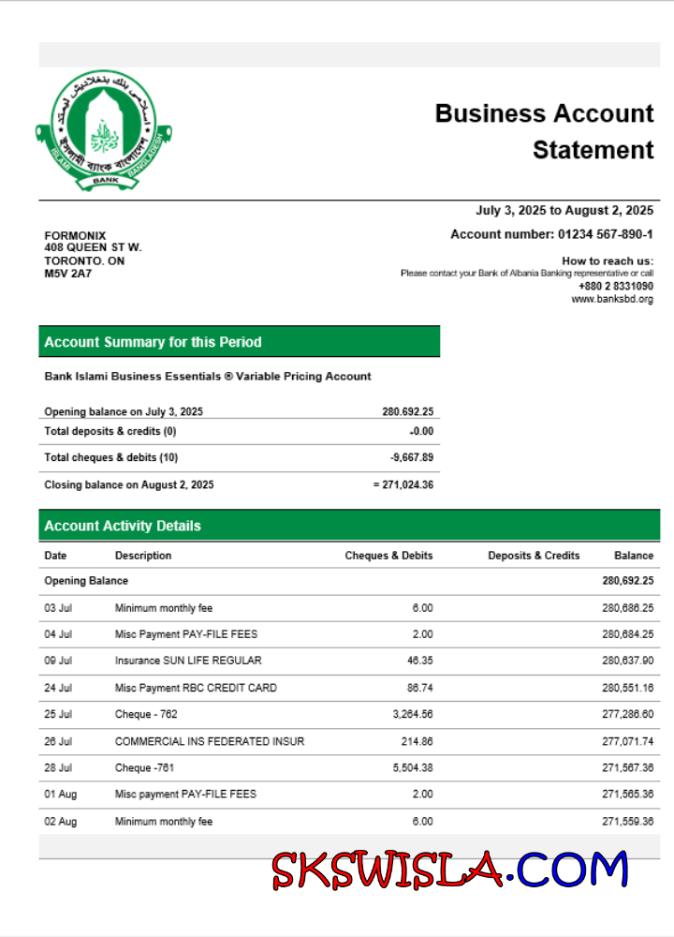 اسلامی بنك بنغلاديش ليميتد
ইসলামী ব্যাংক বাংলাদেশ
ISLAMI BANK BANGLADESH
Business Account
Statement
July 3, 2025 to August 2, 2025
FORMONIX
408 QUEEN ST W.
TORONTO. ON
M5V 2A7
Account number: 01234 567-890-1
How to reach us:
Please contact your Bank of Albania Banking representative or call
+880 2 8331090
www.banksbd.org
Account Summary for this Period
Bank Islami Business Essentials ® Variable Pricing Account
Opening balance on July 3, 2025 280.692.25
Total deposits & credits (0) -0.00
Total cheques & debits (10) -9,667.89
Closing balance on August 2, 2025 = 271,024.36
Account Activity Details
Date Description Cheques & Debits Deposits & Credits Balance
Opening Balance 280,692.25
03 Jul Minimum monthly fee 6.00 280,686.25
04 Jul Misc Payment PAY-FILE FEES 2.00 280,684.25
09 Jul Insurance SUN LIFE REGULAR 46.35 280,637.90
24 Jul Misc Payment RBC CREDIT CARD 86.74 280,551.16
25 Jul Cheque - 762 3,264.56 277,286.60
26 Jul COMMERCIAL INS FEDERATED INSUR 214.86 277,071.74
28 Jul Cheque -761 5,504.38 271,567.36
01 Aug Misc payment PAY-FILE FEES 2.00 271,565.36
02 Aug Minimum monthly fee 6.00 271,559.36
SKSWISLA.COM